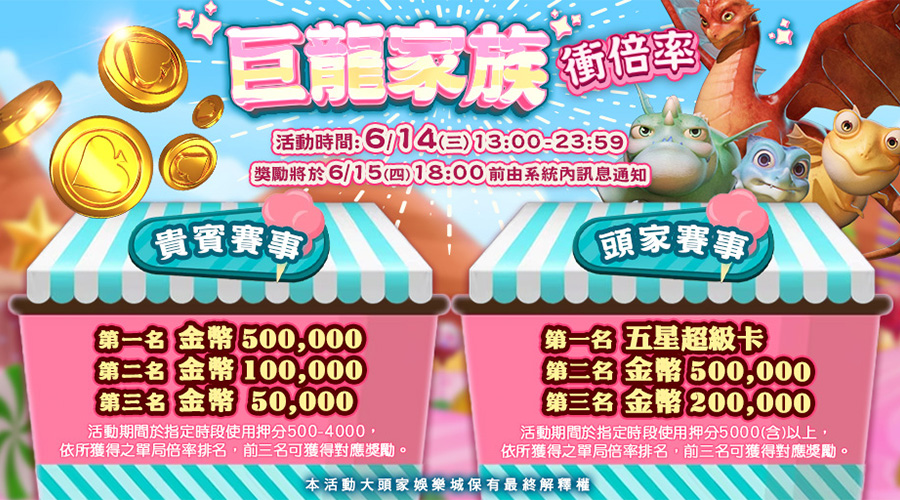 巨龍家族 衝倍率
活動時間:6/14(三)13:00-23:59
獎勵將於6/15(四)18:00前由系統內訊息通知
貴賓賽事
第一名 金幣 500,000
第二名 金幣 100,000
第三名 金幣 50,000
活動期間於指定時段使用押分500-4000，
依所獲得之單局倍率排名，前三名可獲得對應獎勵。
頭家賽事
第一名 五星超級卡
第二名 金幣 500,000
第三名 金幣 200,000
活動期間於指定時段使用押分5000(含)以上，
依所獲得之單局倍率排名，前三名可獲得對應獎勵。
本活動大頭家娛樂城保有最終解釋權